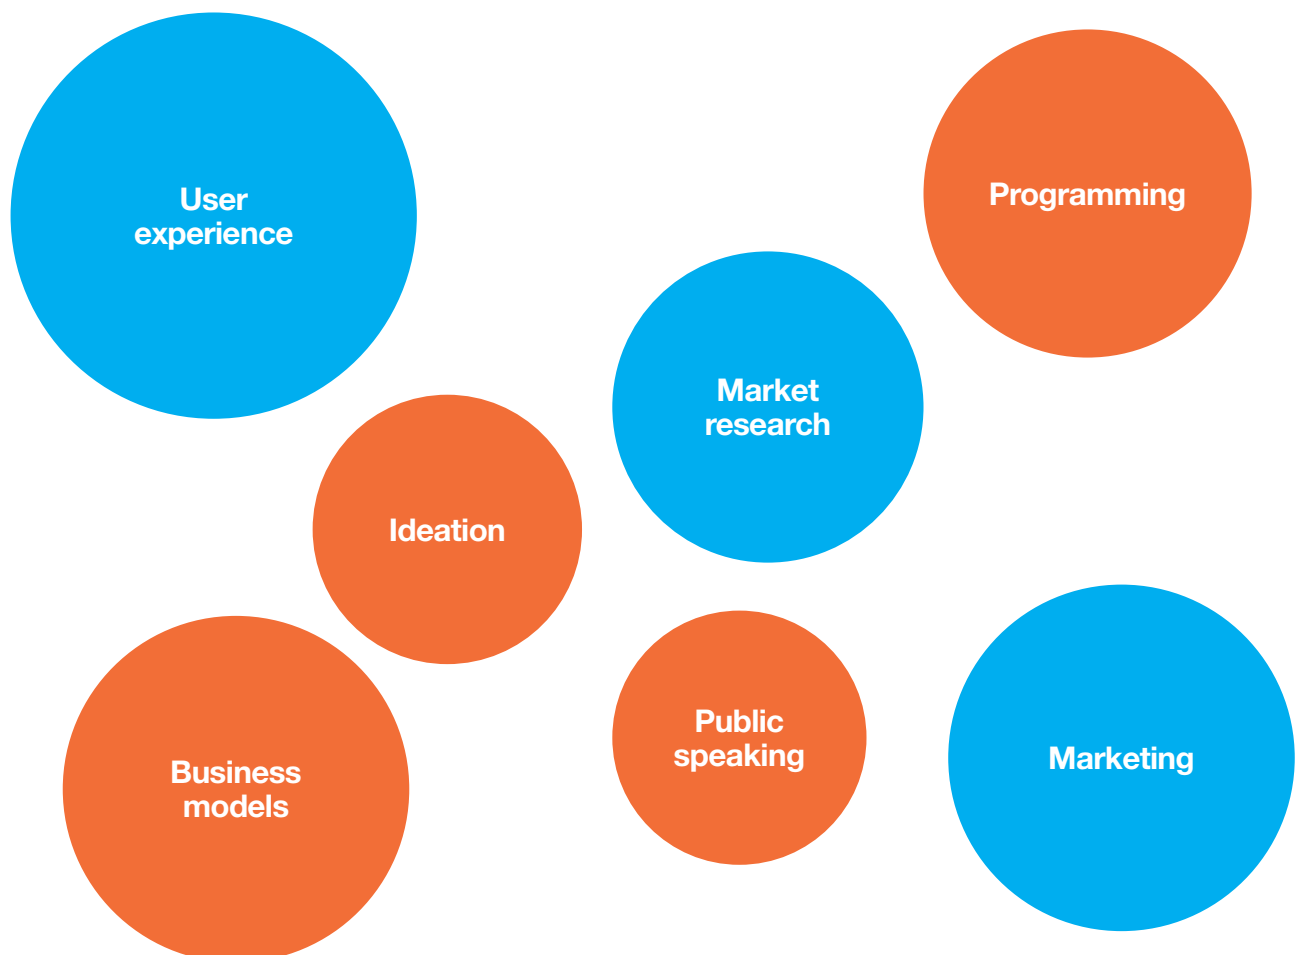 User
experience
Programming
Market
research
Ideation
Public
speaking
Marketing
Business
models